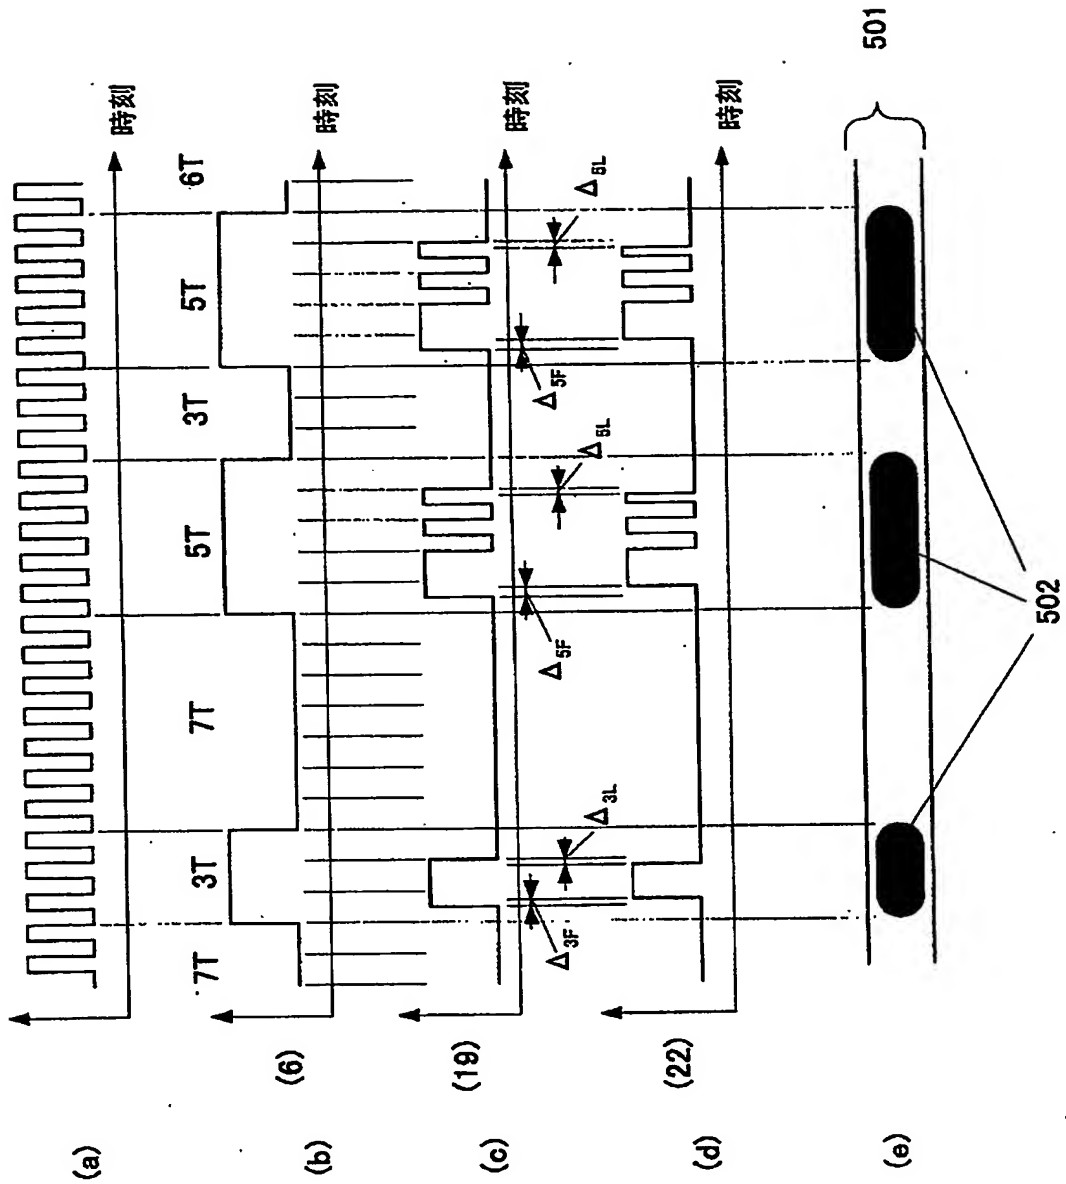 (a)
時刻
(6)
(b)
7T
3T
7T
5T
3T
5T
6T
時刻
(19)
(c)
時刻
Δ3F
Δ3L
Δ5F
Δ5L
Δ5F
Δ5L
(22)
(d)
時刻
(e)
501
502